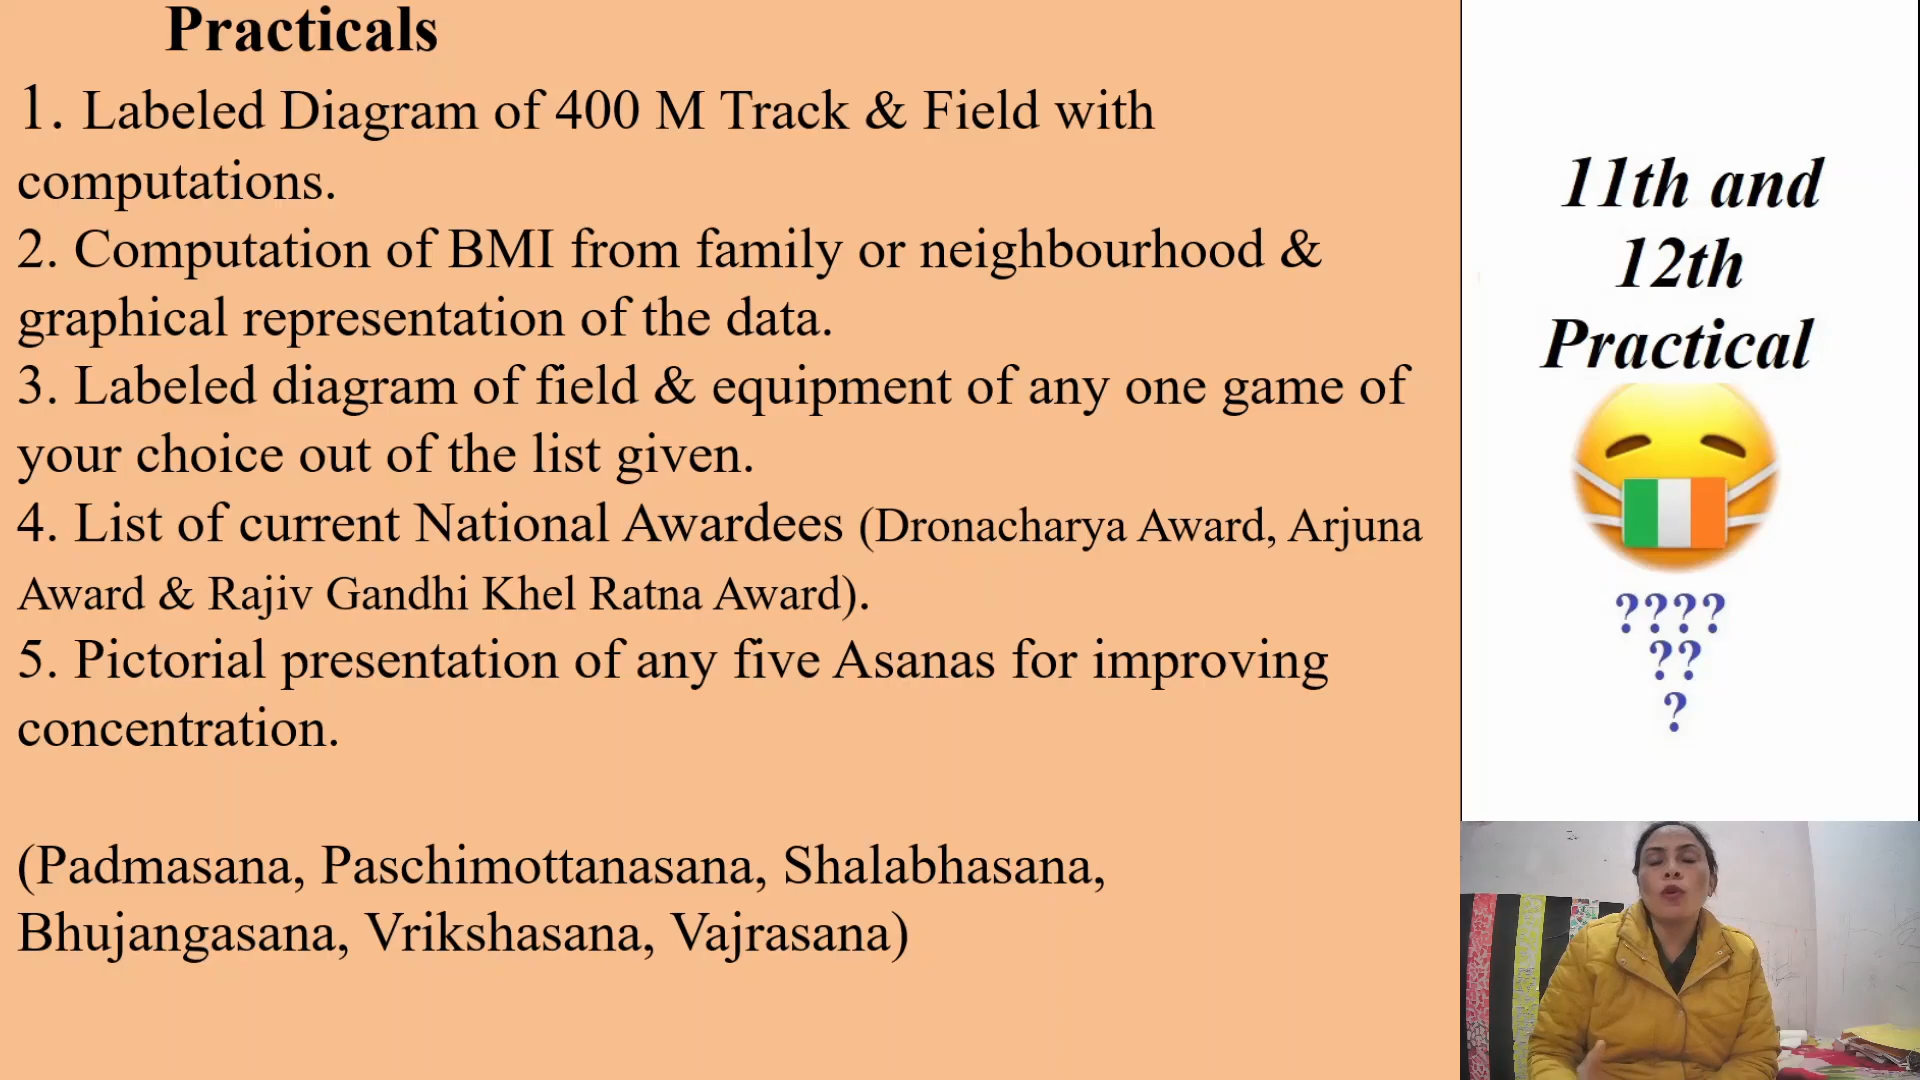 Practicals
1. Labeled Diagram of 400 M Track & Field with
computations.
2. Computation of BMI from family or neighbourhood &
graphical representation of the data.
3. Labeled diagram of field & equipment of any one game of
your choice out of the list given.
4. List of current National Awardees (Dronacharya Award, Arjuna
Award & Rajiv Gandhi Khel Ratna Award).
5. Pictorial presentation of any five Asanas for improving
concentration.
(Padmasana, Paschimottanasana, Shalabhasana,
Bhujangasana, Vrikshasana, Vajrasana)
11th and
12th
Practical
????
??
?